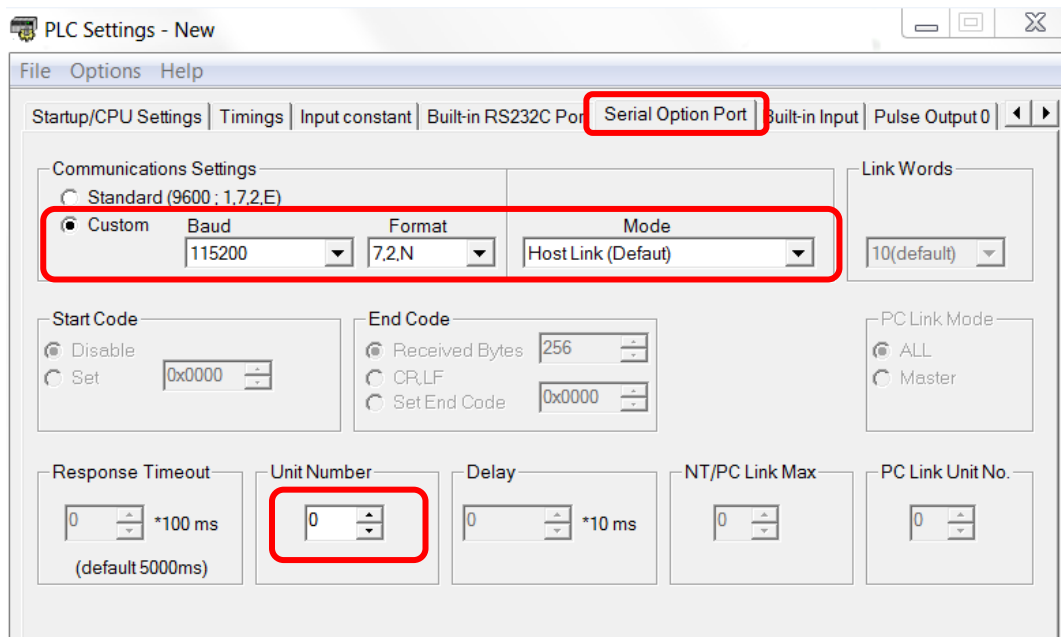 PLC Settings - New
File Options Help
Startup/CPU Settings Timings Input constant Built-in RS232C Por Serial Option Port Built-in Input Pulse Output 0
Communications Settings Link Words
Standard (9600 ; 1,7,2,E)
Custom Baud Format Mode
115200 7,2,N Host Link (Defaut) 10(default)
Start Code End Code PC Link Mode
Disable Received Bytes 256 ALL
Set 0x0000 CR,LF Master
Set End Code 0x0000
Response Timeout Unit Number Delay NT/PC Link Max PC Link Unit No.
0 *100 ms 0 0 *10 ms 0 0
(default 5000ms)